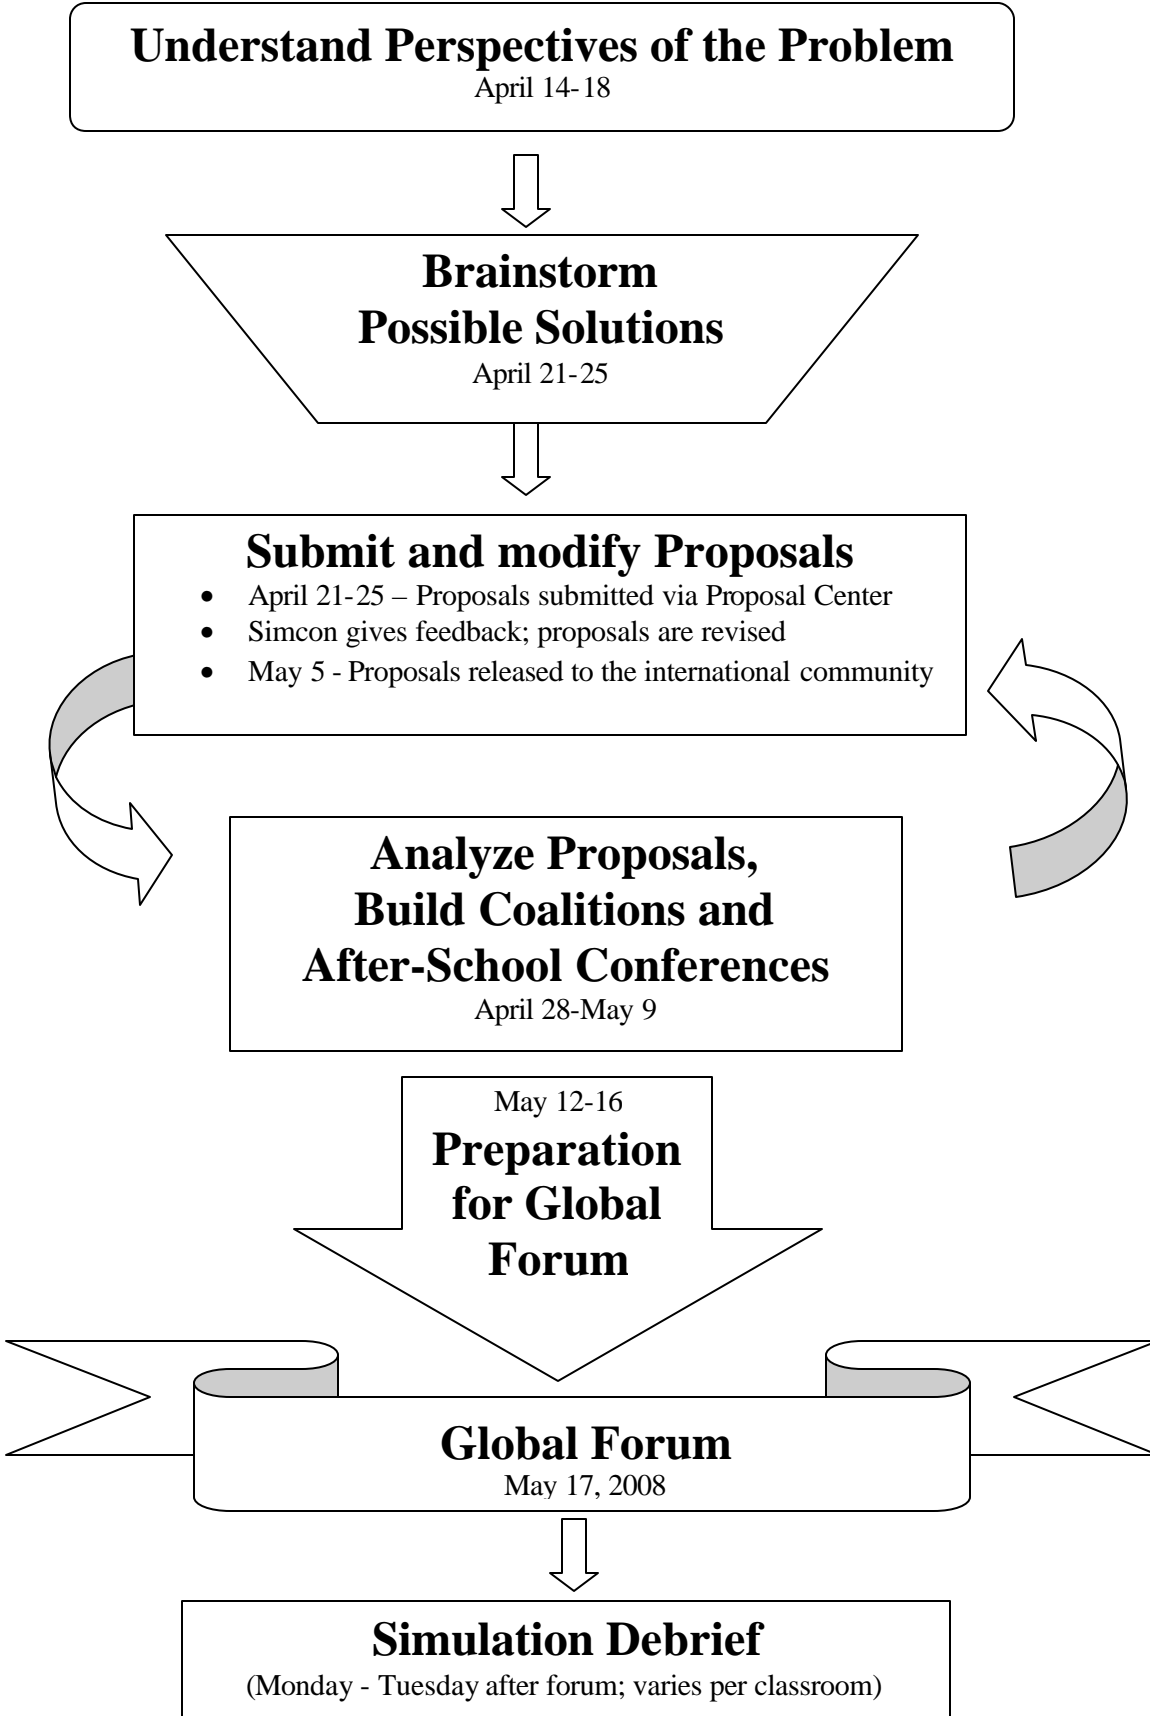 Understand Perspectives of the Problem
April 14-18
Brainstorm
Possible Solutions
April 21-25
Submit and modify Proposals
• April 21-25 – Proposals submitted via Proposal Center
• Simcon gives feedback; proposals are revised
• May 5 - Proposals released to the international community
Analyze Proposals,
Build Coalitions and
After-School Conferences
April 28-May 9
May 12-16
Preparation
for Global
Forum
Global Forum
May 17, 2008
Simulation Debrief
(Monday - Tuesday after forum; varies per classroom)